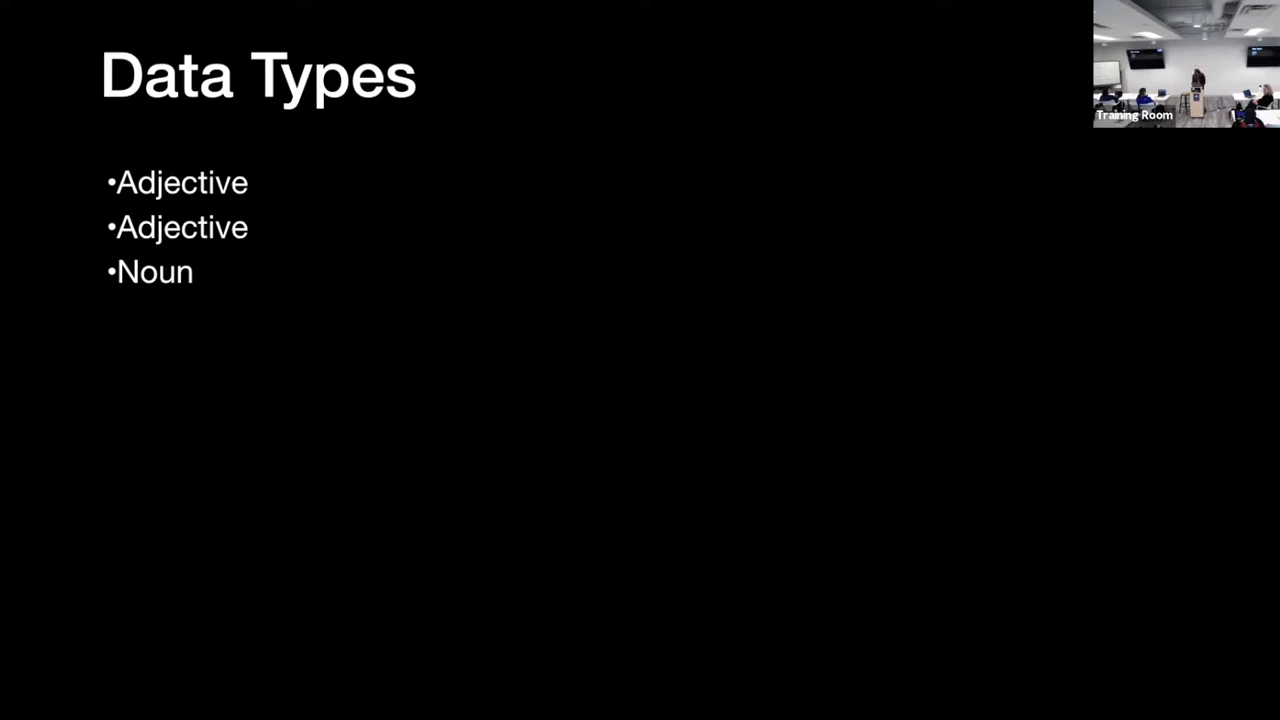 Data Types
•Adjective
•Adjective
•Noun
Training Room